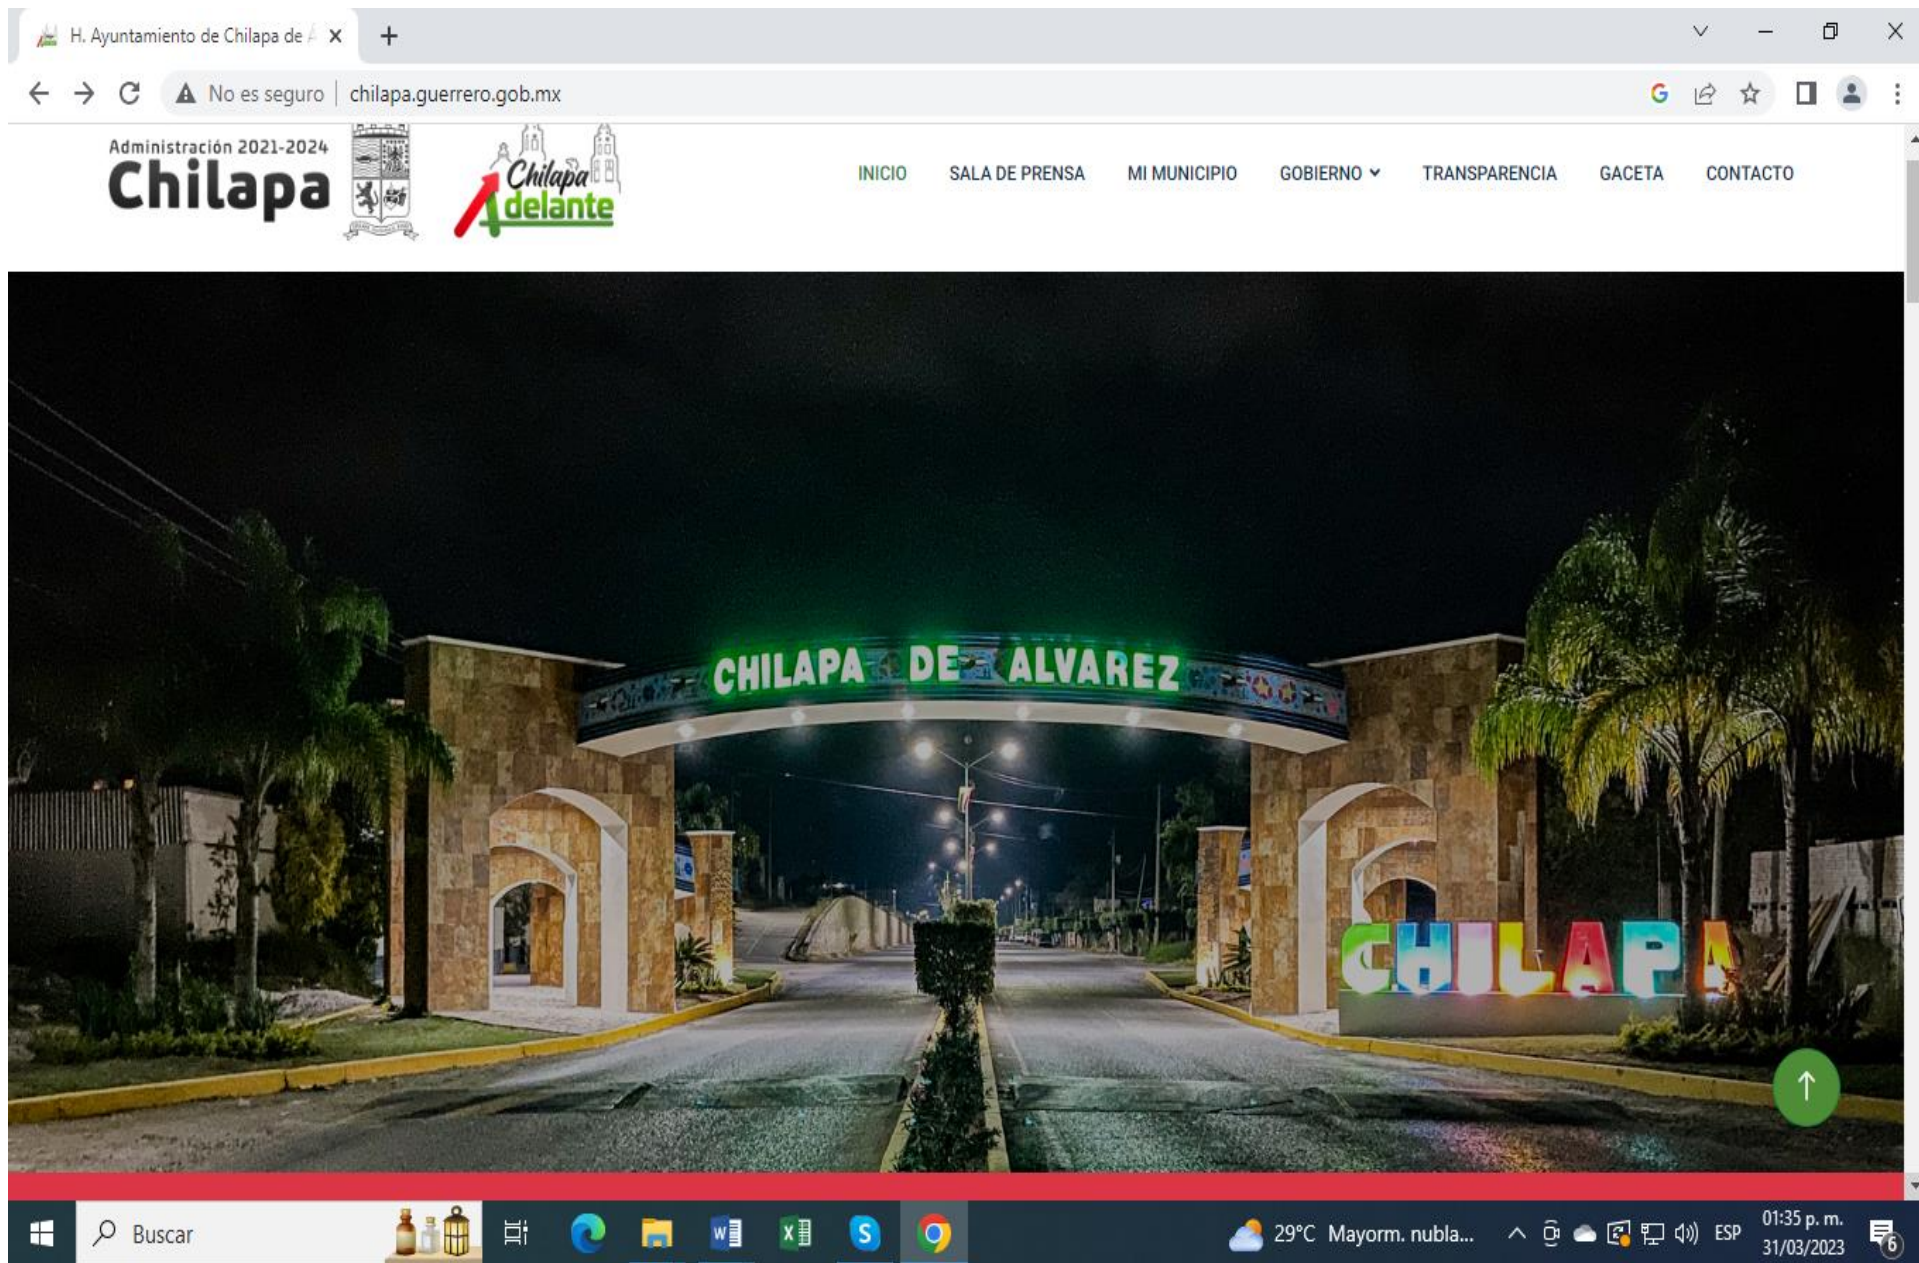 H. Ayuntamiento de Chilapa de Á
No es seguro | chilapa.guerrero.gob.mx
Administración 2021-2024
Chilapa
Chilapa
Adelante
INICIO SALA DE PRENSA MI MUNICIPIO GOBIERNO TRANSPARENCIA GACETA CONTACTO
CHILAPA DE ALVAREZ
CHILAPA
Buscar
29°C Mayorm. nubla...
ESP
01:35 p. m.
31/03/2023
6